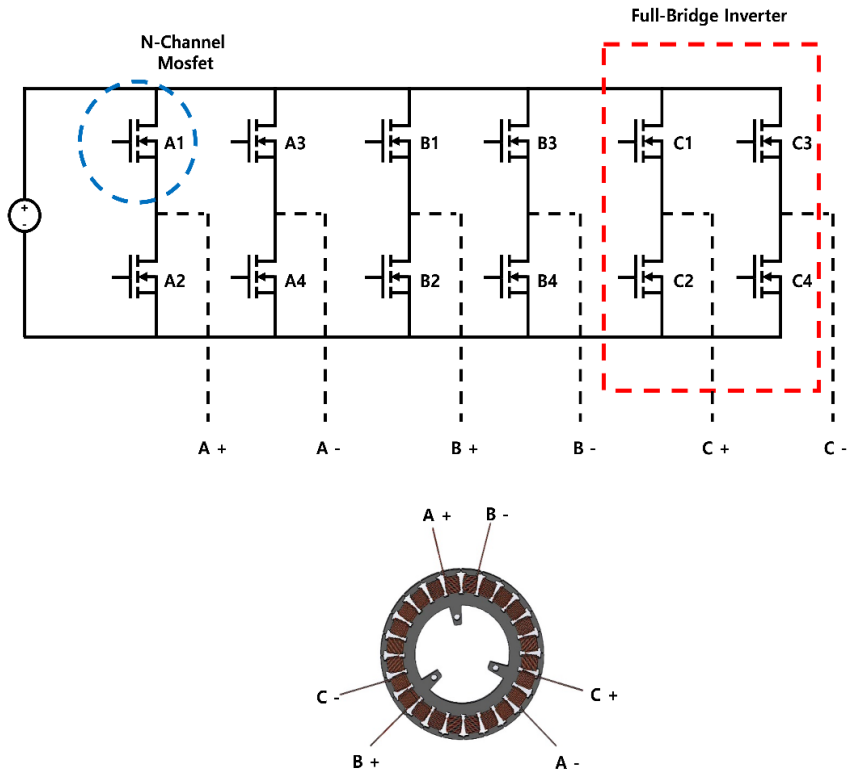 Full-Bridge Inverter
N-Channel
Mosfet
A1
A3
B1
B3
C1
C3
+
-
A2
A4
B2
B4
C2
C4
A +
A -
B +
B -
C +
C -
A +
B -
C -
C +
B +
A -